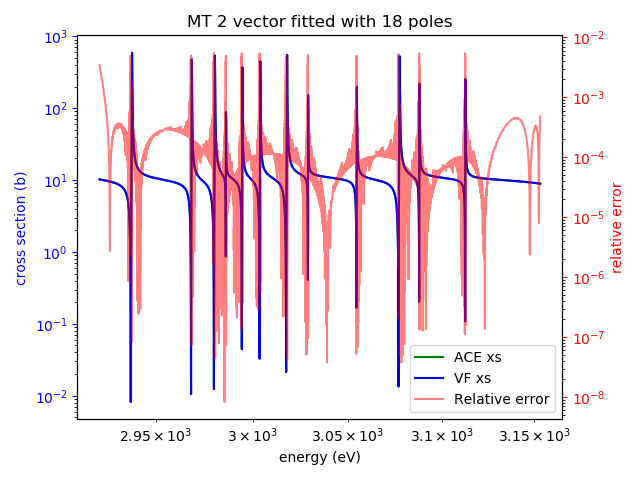 MT 2 vector fitted with 18 poles
cross section (b)
10³
10²
10¹
10⁰
10⁻¹
10⁻²
10⁻²
10⁻³
10⁻⁴
10⁻⁵
10⁻⁶
10⁻⁷
10⁻⁸
relative error
ACE xs
VF xs
Relative error
2.95×10³ 3×10³ 3.05×10³ 3.1×10³ 3.15×10³
energy (eV)